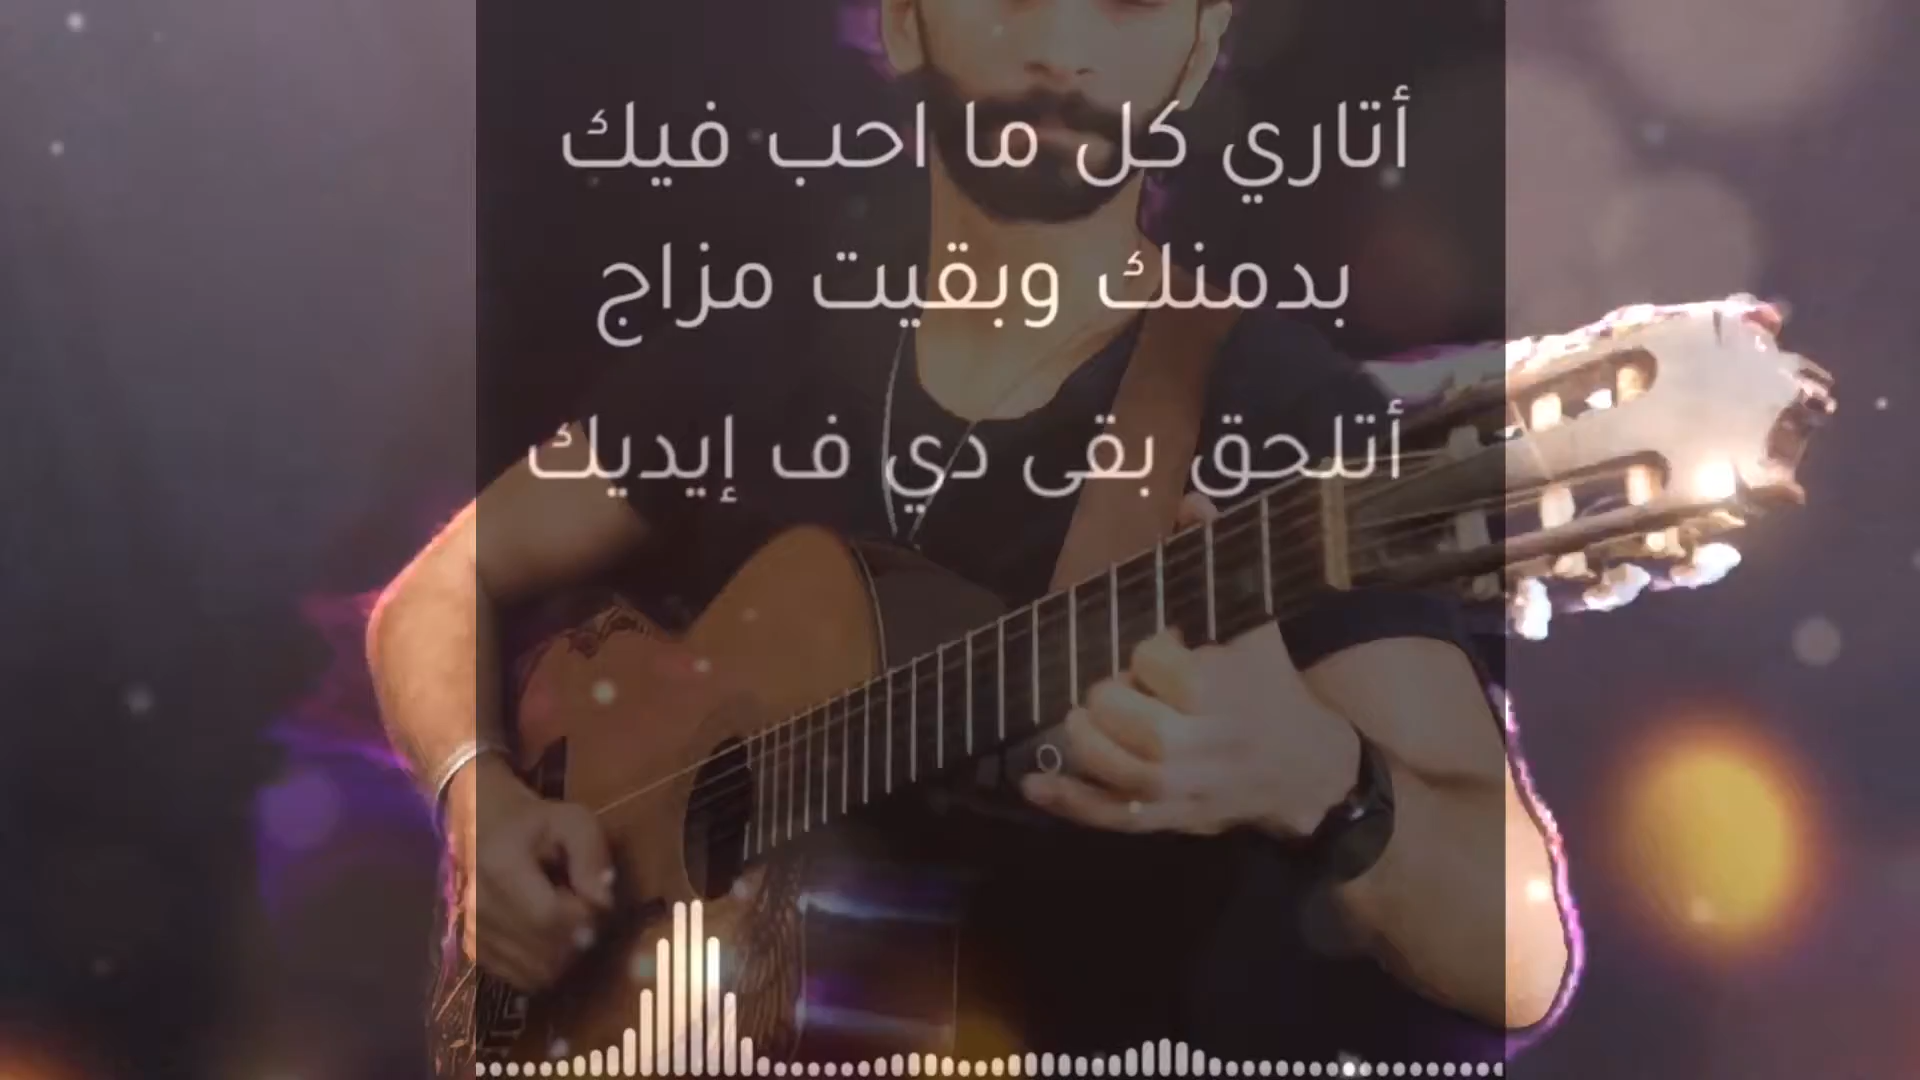 أتاري كل ما احب فيك
بدمنك وبقيت مزاج
أتلحق بقى دي ف إيديك